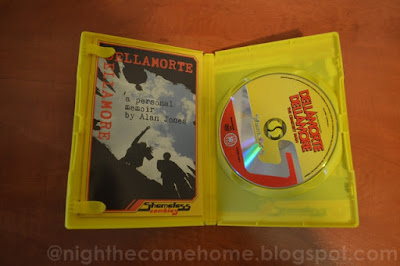 DELLAMORTE
DELLAMORE
a personal
memoir
by Alan Jones
Shameless
DELLAMORTE
DELLAMORE
@nighthecamehome.blogspot.com